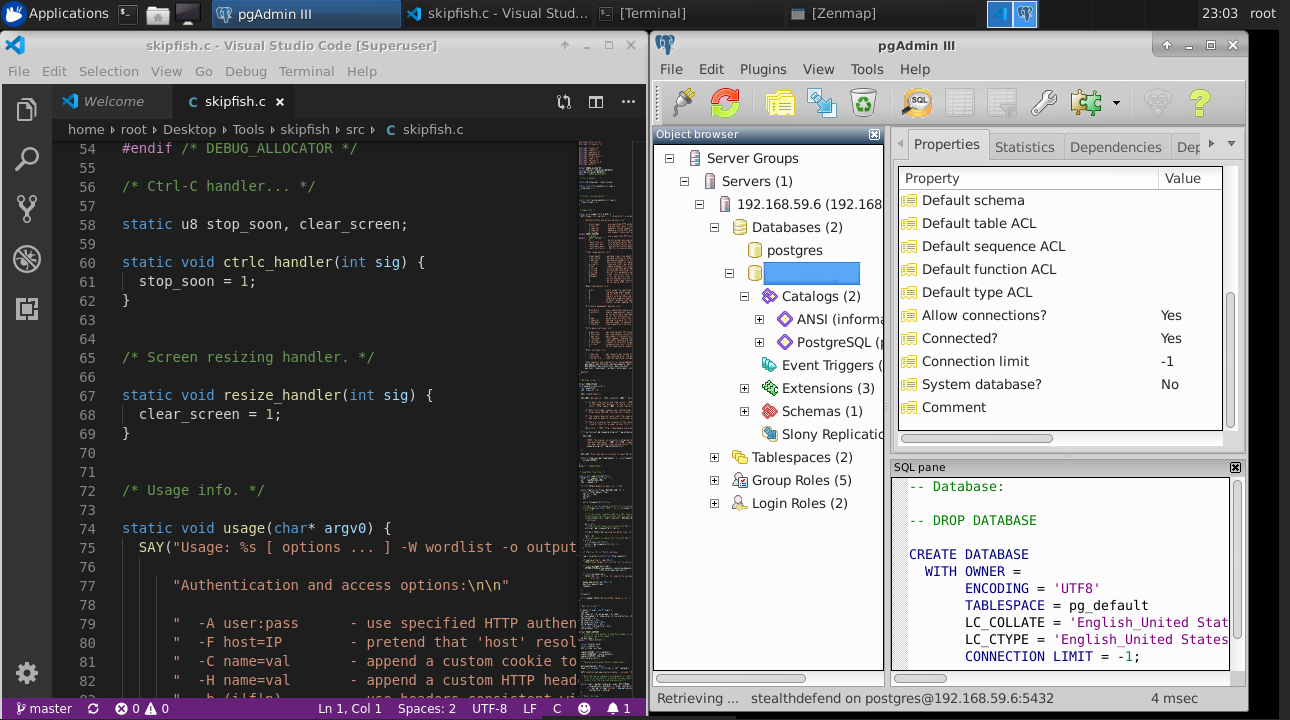 Applications
pgAdmin III
skipfish.c - Visual Stud...
[Terminal]
[Zenmap]
23:03
root
skipfish.c - Visual Studio Code [Superuser]
File Edit Selection View Go Debug Terminal Help
Welcome
C skipfish.c
home root Desktop Tools skipfish src C skipfish.c
54 #endif /* DEBUG_ALLOCATOR */
55
56 /* Ctrl-C handler... */
57
58 static u8 stop_soon, clear_screen;
59
60 static void ctrlc_handler(int sig) {
61 stop_soon = 1;
62 }
63
64
65 /* Screen resizing handler. */
66
67 static void resize_handler(int sig) {
68 clear_screen = 1;
69 }
70
71
72 /* Usage info. */
73
74 static void usage(char* argv0) {
75 SAY("Usage: %s [ options ... ] -W wordlist -o output
76
77 "Authentication and access options:\n\n"
78
79 " -A user:pass - use specified HTTP authen
80 " -F host=IP - pretend that 'host' resol
81 " -C name=val - append a custom cookie to
82 " -H name=val - append a custom HTTP head
master
0 0
Ln 1, Col 1
Spaces: 2
UTF-8
LF
C
1
pgAdmin III
File Edit Plugins View Tools Help
SQL
Object browser
Server Groups
Servers (1)
192.168.59.6 (192.168
Databases (2)
postgres
Catalogs (2)
ANSI (informa
PostgreSQL (p
Event Triggers (
Extensions (3)
Schemas (1)
Slony Replicatio
Tablespaces (2)
Group Roles (5)
Login Roles (2)
Properties
Statistics
Dependencies
Dep
Property Value
Default schema
Default table ACL
Default sequence ACL
Default function ACL
Default type ACL
Allow connections? Yes
Connected? Yes
Connection limit -1
System database? No
Comment
SQL pane
-- Database:
-- DROP DATABASE
CREATE DATABASE
WITH OWNER =
ENCODING = 'UTF8'
TABLESPACE = pg_default
LC_COLLATE = 'English_United Stat
LC_CTYPE = 'English_United States
CONNECTION LIMIT = -1;
Retrieving ...
stealthdefend on postgres@192.168.59.6:5432
4 msec